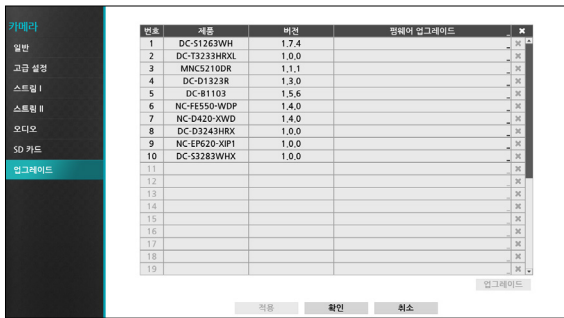 카메라
일반
고급 설정
스트림 I
스트림 II
오디오
SD 카드
업그레이드
번호 제품 버전 펌웨어 업그레이드 _ ✖
1 DC-S1263WH 1.7.4 _ ✖
2 DC-T3233HRXL 1,0,0 _ ✖
3 MNC5210DR 1,1,1 _ ✖
4 DC-D1323R 1,3,0 _ ✖
5 DC-B1103 1,5,6 _ ✖
6 NC-FE550-WDP 1,4,0 _ ✖
7 NC-D420-XWD 1,4,0 _ ✖
8 DC-D3243HRX 1,0,0 _ ✖
9 NC-EP620-XIP1 1,0,0 _ ✖
10 DC-S3283WHX 1,0,0 _ ✖
11 _ ✖
12 _ ✖
13 _ ✖
14 _ ✖
15 _ ✖
16 _ ✖
17 _ ✖
18 _ ✖
19 _ ✖
업그레이드
적용 확인 취소